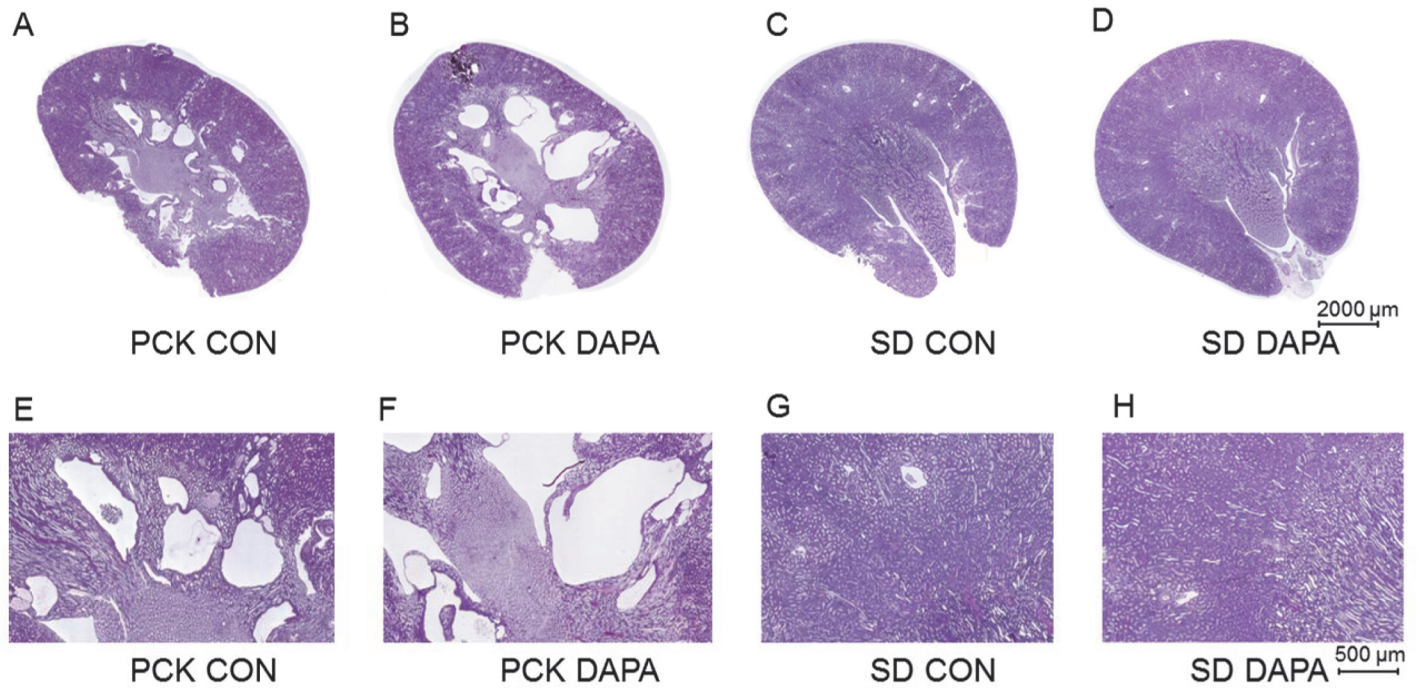 A
B
C
D
PCK CON
PCK DAPA
SD CON
SD DAPA
2000 µm
E
F
G
H
PCK CON
PCK DAPA
SD CON
SD DAPA
500 µm